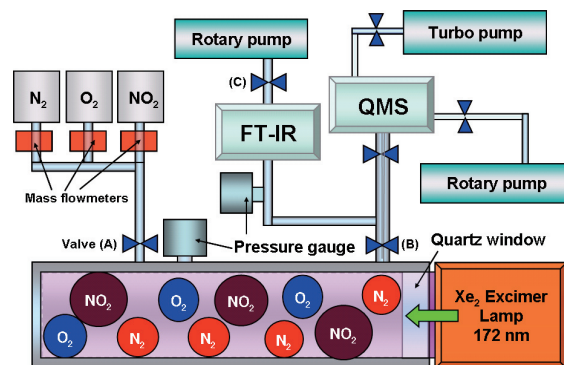 Rotary pump
Turbo pump
(C)
N2
O2
NO2
QMS
FT-IR
Mass flowmeters
Rotary pump
Valve (A)
Pressure gauge
(B)
Quartz window
NO2
O2
NO2
O2
N2
O2
N2
N2
N2
NO2
Xe2 Excimer
Lamp
172 nm